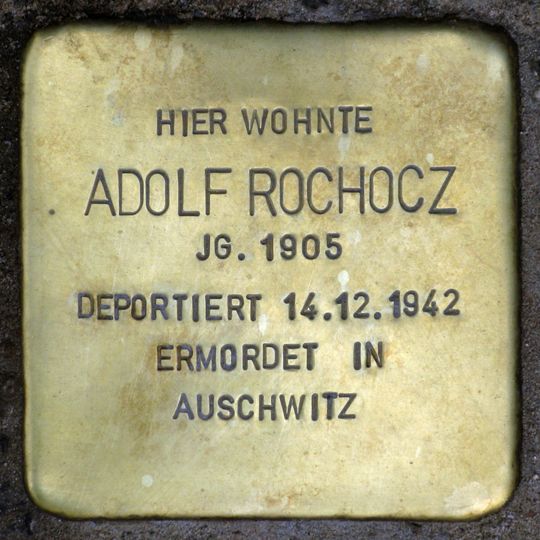 HIER WOHNTE
ADOLF ROCHOCZ
JG. 1905
DEPORTIERT 14.12.1942
ERMORDET IN
AUSCHWITZ